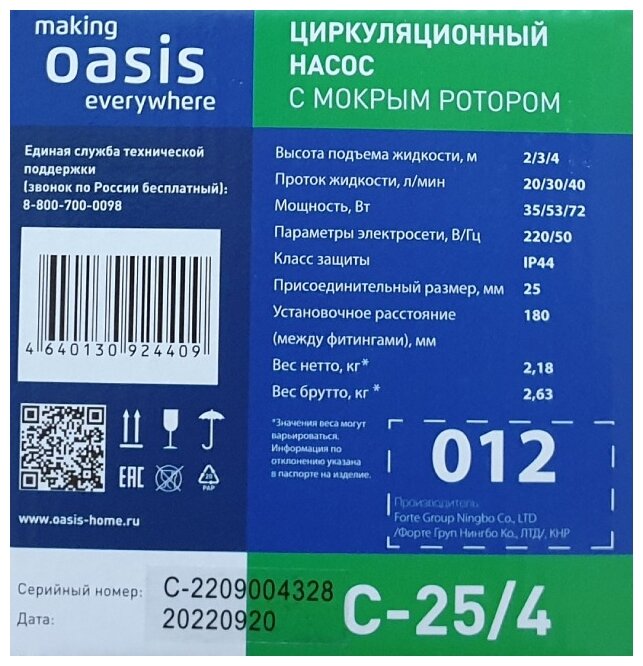 making
oasis
everywhere
ЦИРКУЛЯЦИОННЫЙ
НАСОС
С МОКРЫМ РОТОРОМ
Единая служба технической
поддержки
(звонок по России бесплатный):
8-800-700-0098
4 640130 924409
Высота подъема жидкости, м 2/3/4
Проток жидкости, л/мин 20/30/40
Мощность, Вт 35/53/72
Параметры электросети, В/Гц 220/50
Класс защиты IP44
Присоединительный размер, мм 25
Установочное расстояние 180
(между фитингами), мм
Вес нетто, кг* 2,18
Вес брутто, кг * 2,63
*Значения веса могут
варьироваться.
Информация по
отклонению указана
в паспорте на изделие.
012
Производитель:
Forte Group Ningbo Co., LTD
/Форте Груп Нингбо Ко., ЛТД/, КНР
EAC
20
PAP
www.oasis-home.ru
Серийный номер: C-2209004328
Дата: 20220920
C-25/4